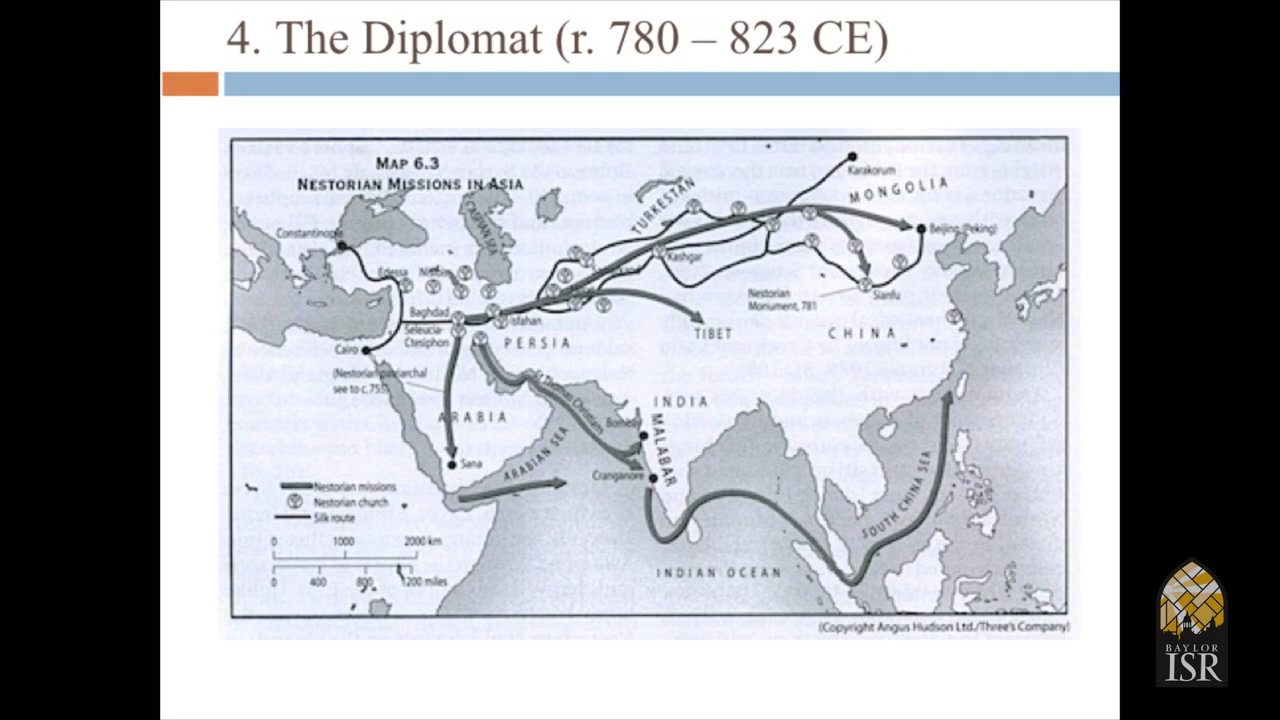 4. The Diplomat (r. 780 – 823 CE)
MAP 6.3
NESTORIAN MISSIONS IN ASIA
Karakorum
MONGOLIA
TURKESTAN
CASPIAN SEA
Constantinople
Beijing (Peking)
Kashgar
Edessa
Nisibis
Nestorian
Monument, 781
Sianfu
Baghdad
Seleucia-
Ctesiphon
Isfahan
TIBET
CHINA
PERSIA
Cairo
(Nestorian patriarchal
see to c.755)
ARABIA
INDIA
Bombay
MALABAR
Sana
ARABIAN SEA
Cranganore
SOUTH CHINA SEA
INDIAN OCEAN
Nestorian missions
Nestorian church
Silk route
0 1000 2000 km
0 400 800 1200 miles
(Copyright Angus Hudson Ltd./Three's Company)
BAYLOR
ISR